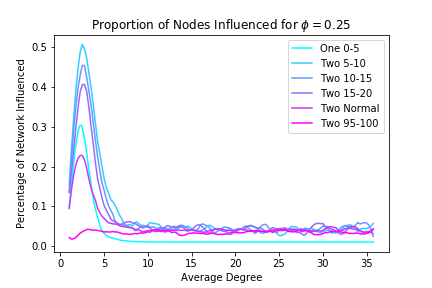 Proportion of Nodes Influenced for ϕ = 0.25
Percentage of Network Influenced
0.5
0.4
0.3
0.2
0.1
0.0
One 0-5
Two 5-10
Two 10-15
Two 15-20
Two Normal
Two 95-100
0 5 10 15 20 25 30 35
Average Degree